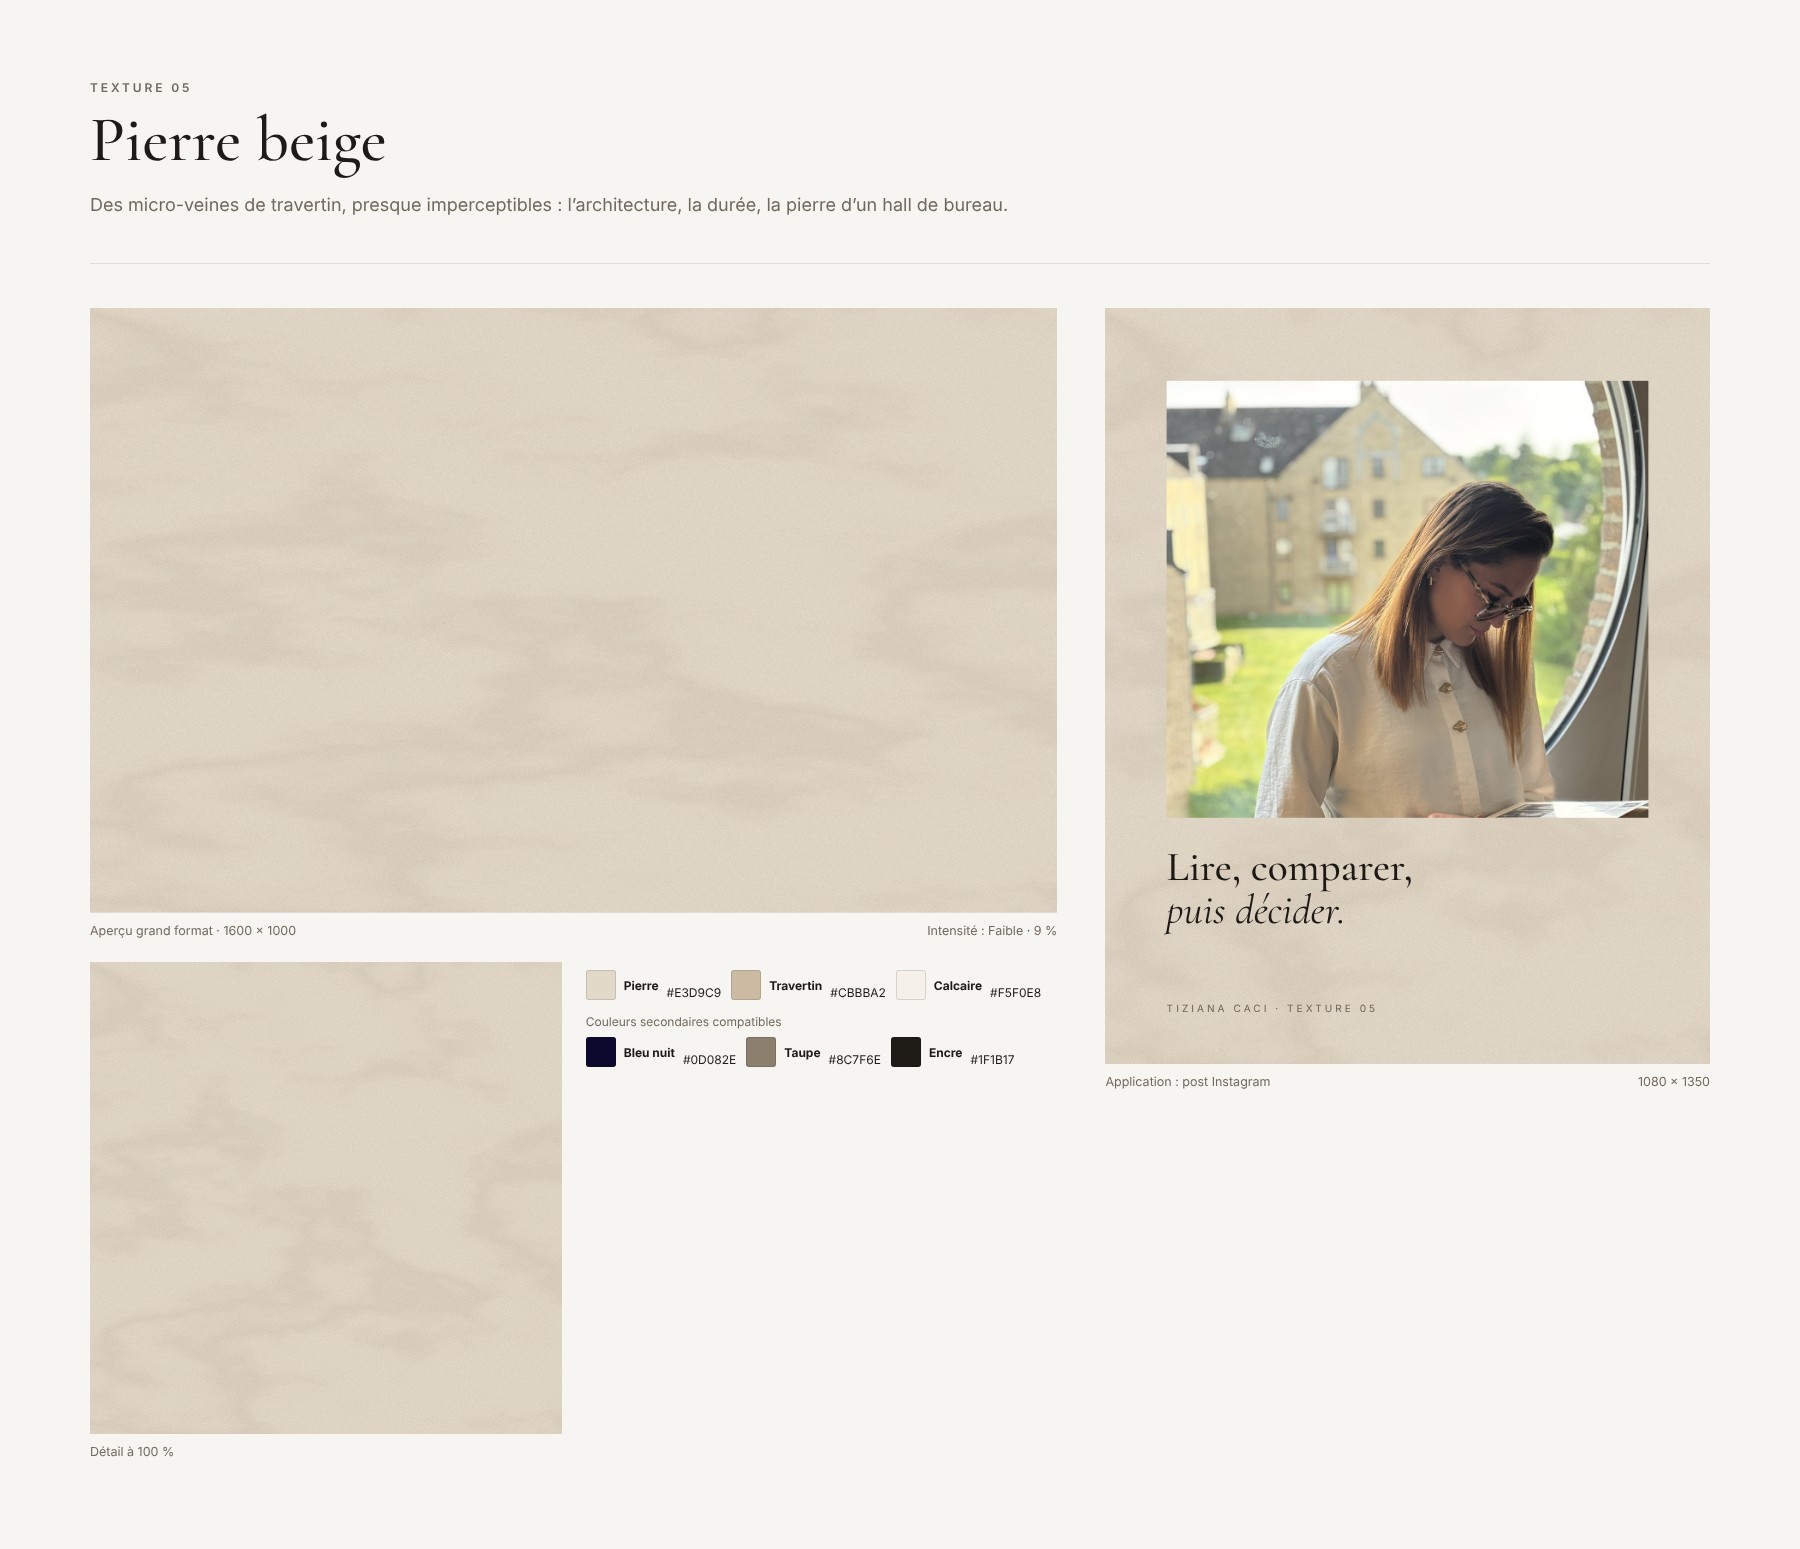 TEXTURE 05
Pierre beige
Des micro-veines de travertin, presque imperceptibles : l’architecture, la durée, la pierre d’un hall de bureau.
Aperçu grand format · 1600 × 1000
Intensité : Faible · 9 %
Pierre #E3D9C9 Travertin #CBBBA2 Calcaire #F5F0E8
Couleurs secondaires compatibles
Bleu nuit #0D082E Taupe #8C7F6E Encre #1F1B17
Détail à 100 %
Lire, comparer,
puis décider.
TIZIANA CACI · TEXTURE 05
Application : post Instagram
1080 × 1350